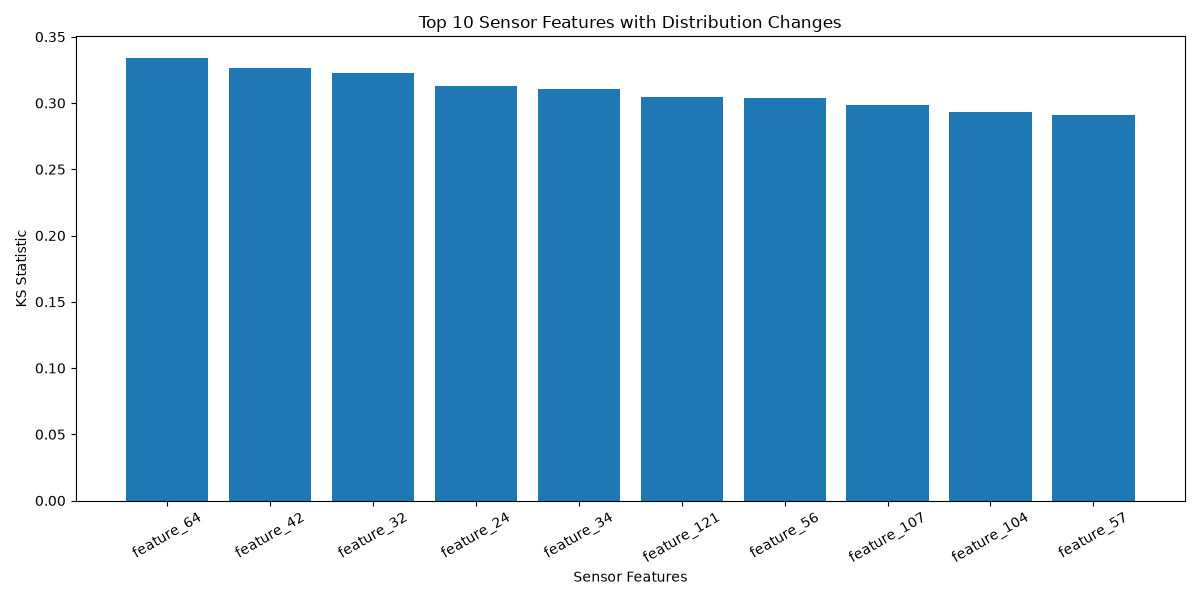 Top 10 Sensor Features with Distribution Changes
KS Statistic
0.35
0.30
0.25
0.20
0.15
0.10
0.05
0.00
feature_64
feature_42
feature_32
feature_24
feature_34
feature_121
feature_56
feature_107
feature_104
feature_57
Sensor Features